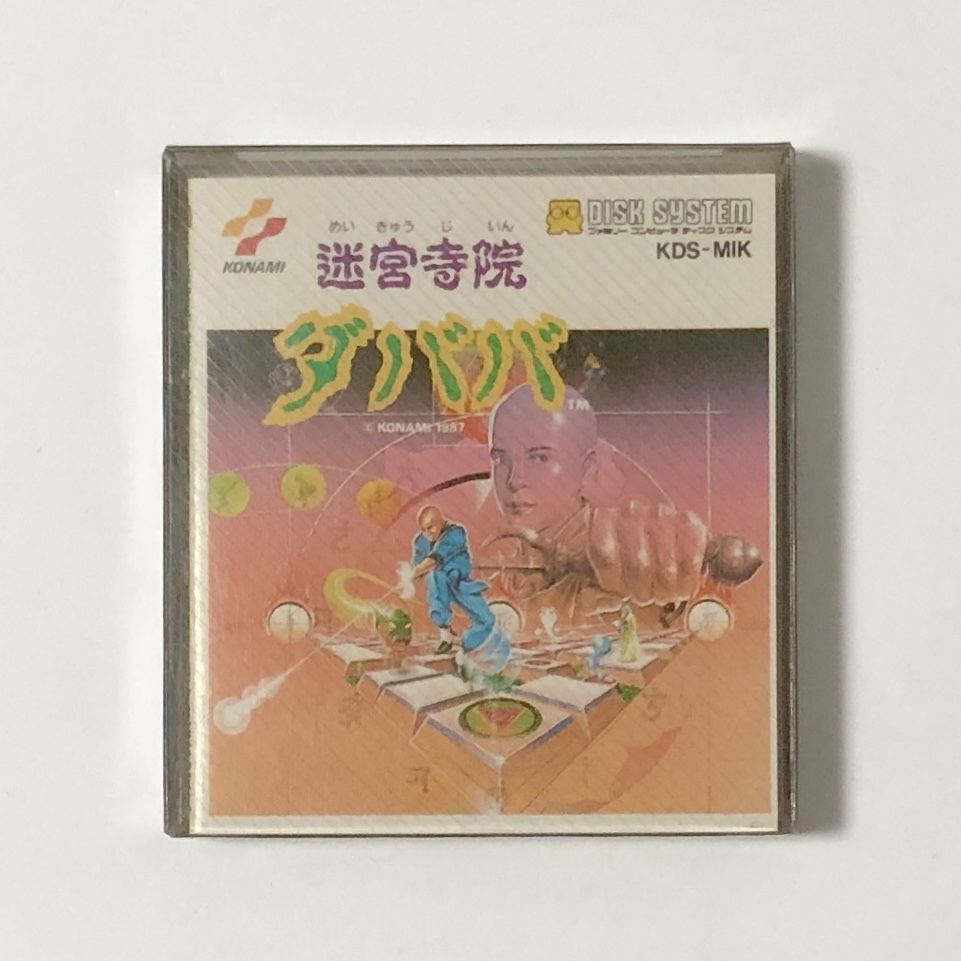 KONAMI
めい きゅう じ いん
迷宮寺院
DISK SYSTEM
ファミリー コンピュータ ディスク システム
KDS-MIK
ダババ
TM
© KONAMI 1987